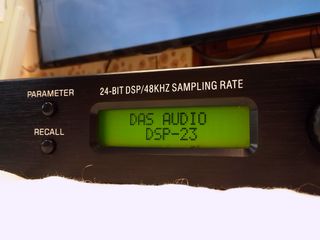 24-BIT DSP/48KHZ SAMPLING RATE
PARAMETER
RECALL
DAS AUDIO
DSP-23